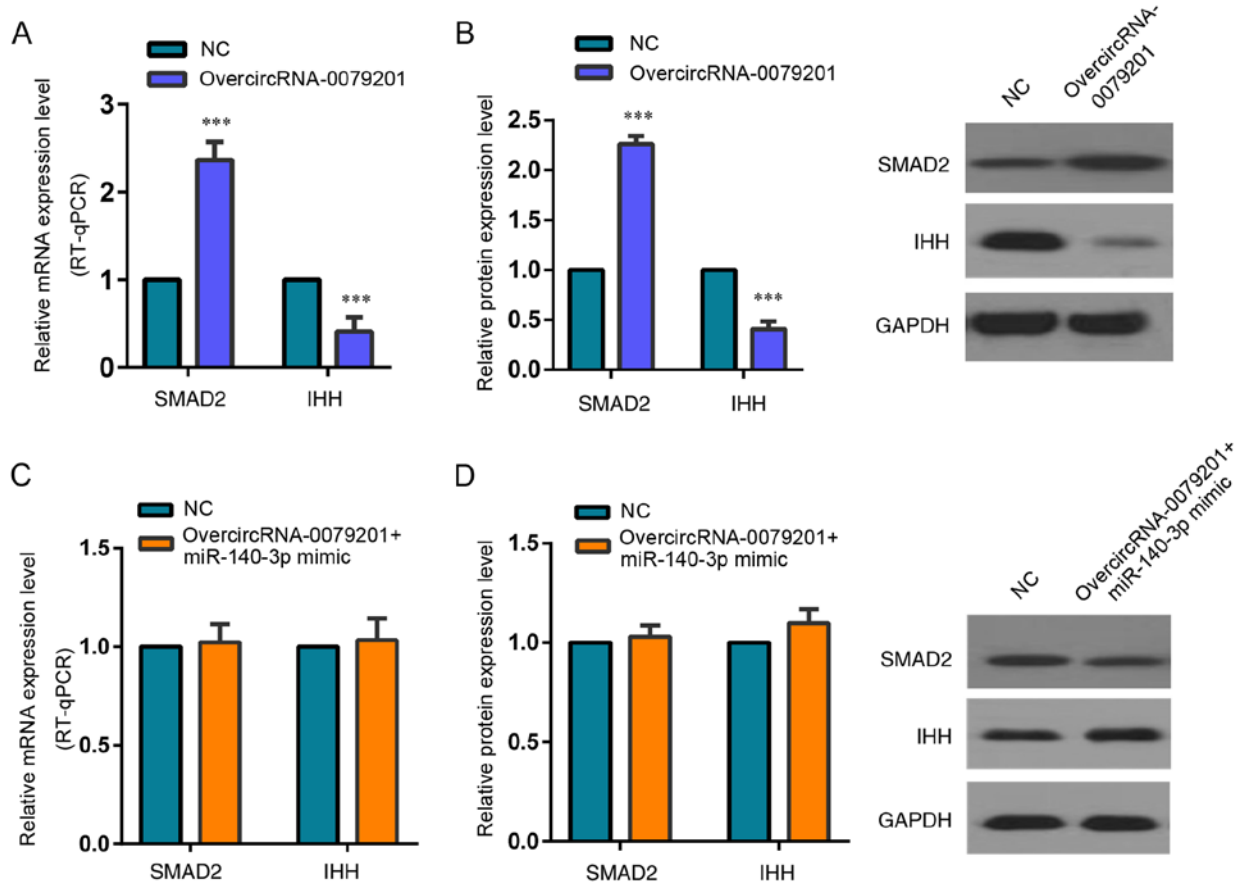 A
NC
OvercircRNA-0079201
Relative mRNA expression level
(RT-qPCR)
3
2
1
0
***
***
SMAD2
IHH
B
NC
OvercircRNA-0079201
Relative protein expression level
2.5
2.0
1.5
1.0
0.5
0.0
***
***
SMAD2
IHH
NC
OvercircRNA-
0079201
SMAD2
IHH
GAPDH
C
NC
OvercircRNA-0079201+
miR-140-3p mimic
Relative mRNA expression level
(RT-qPCR)
1.5
1.0
0.5
0.0
SMAD2
IHH
D
NC
OvercircRNA-0079201+
miR-140-3p mimic
Relative protein expression level
1.5
1.0
0.5
0.0
SMAD2
IHH
NC
OvercircRNA-0079201+
miR-140-3p mimic
SMAD2
IHH
GAPDH